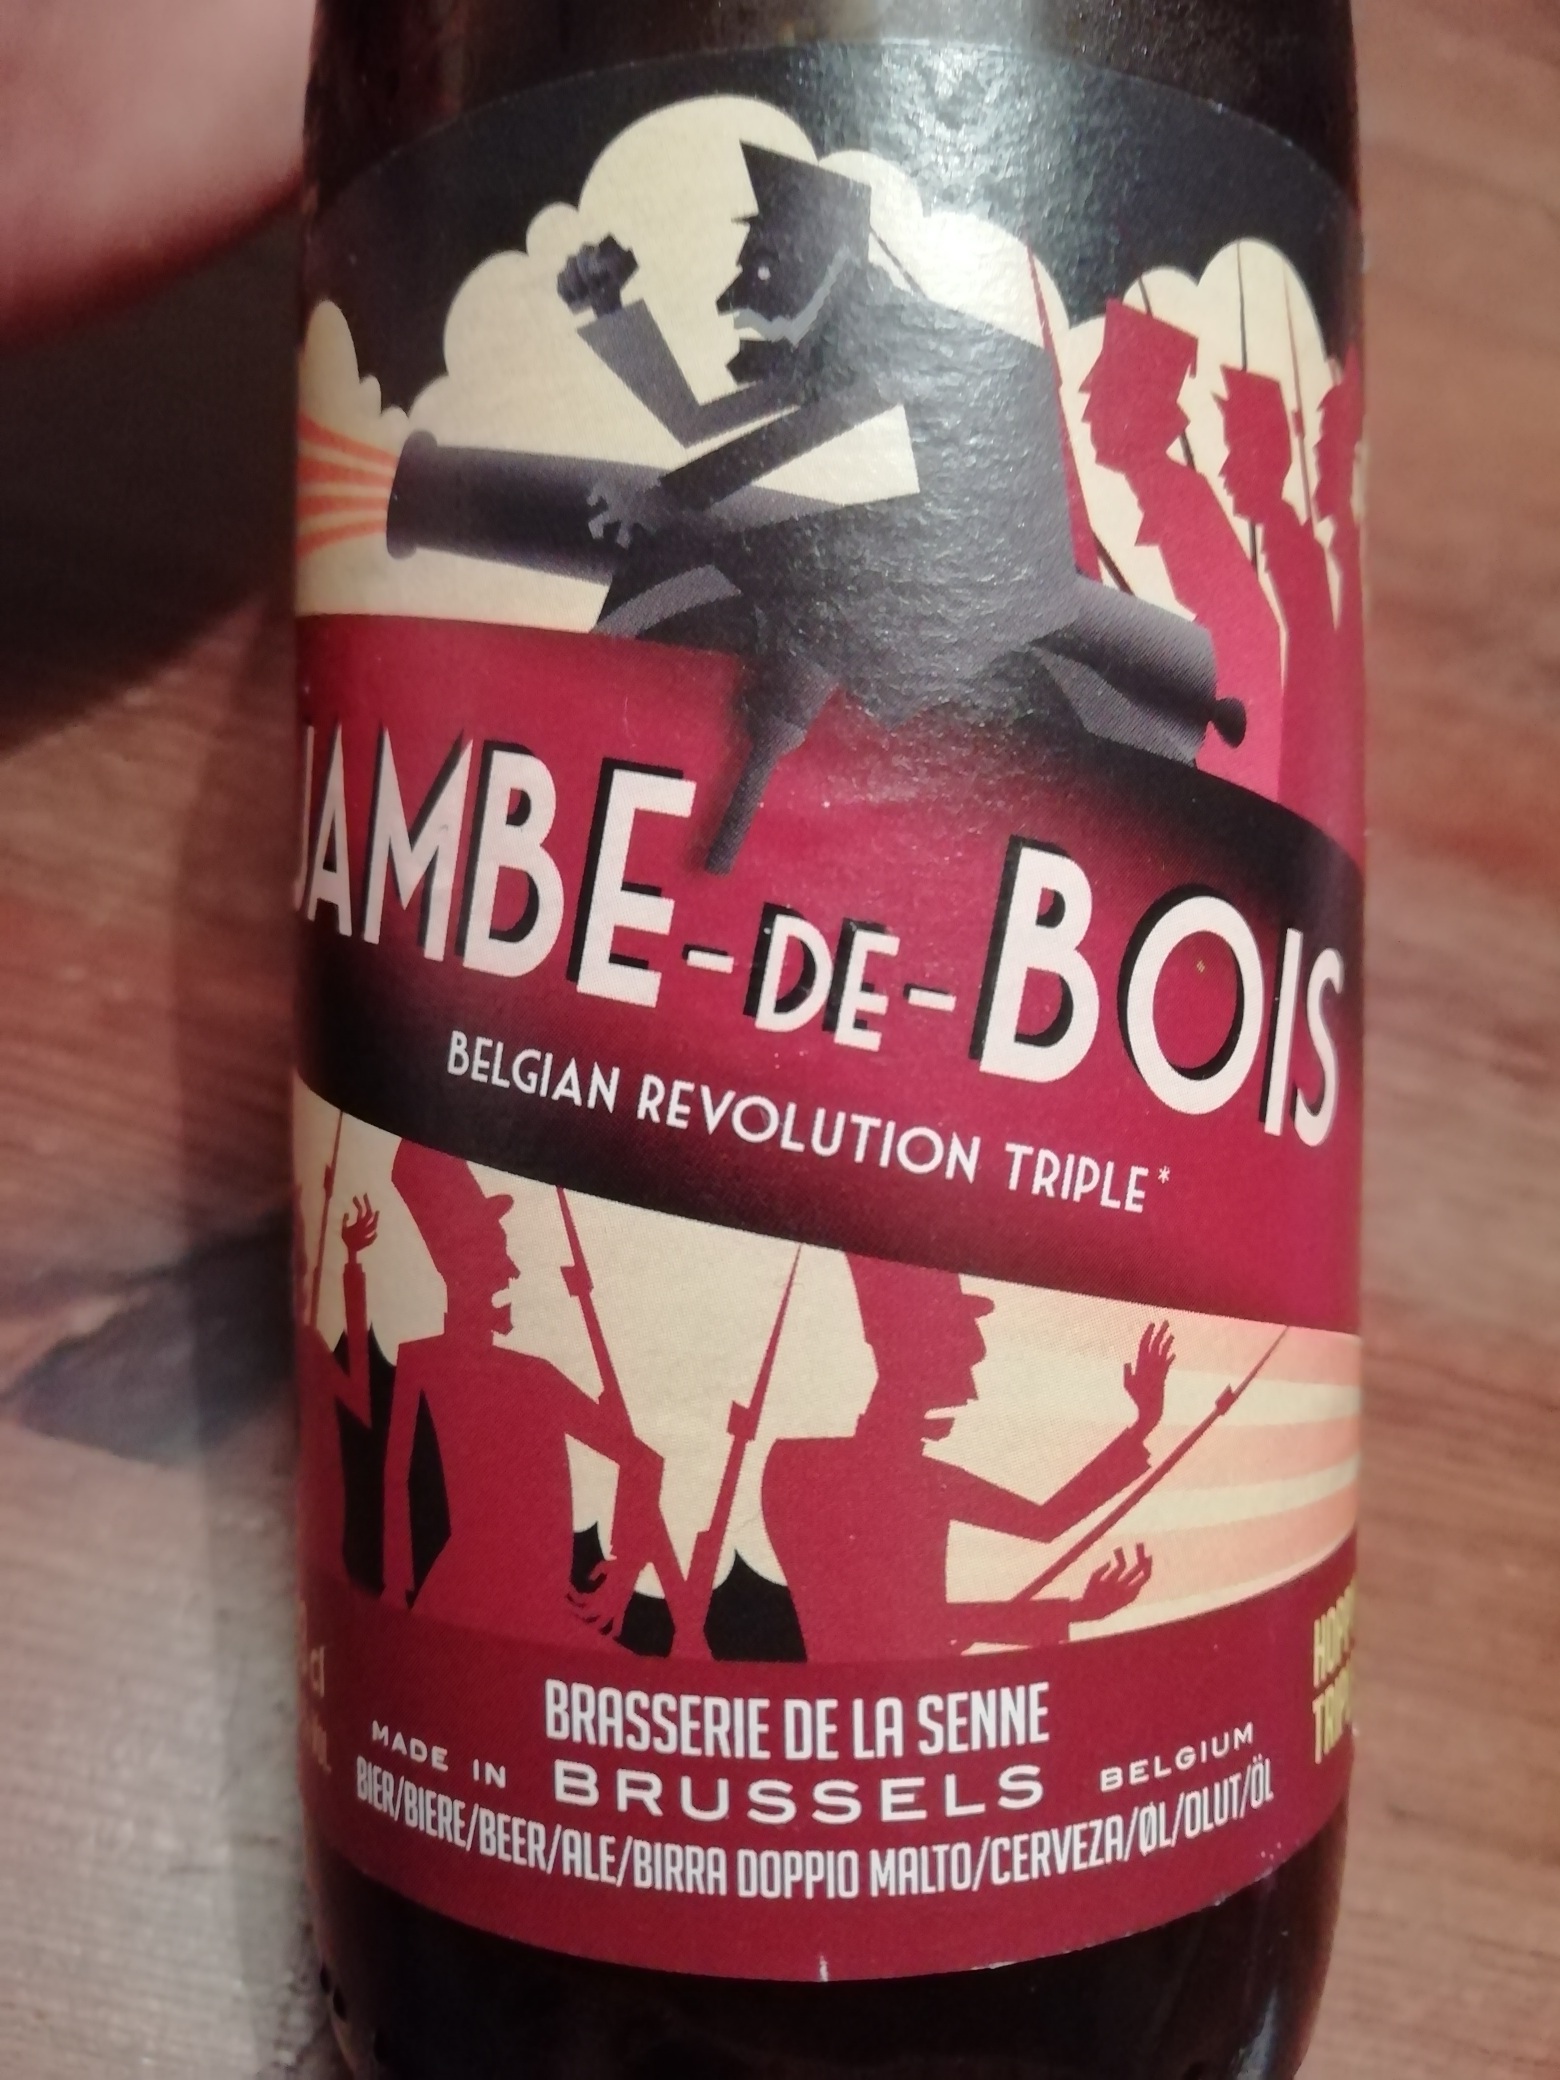 JAMBE-DE-BOIS
BELGIAN REVOLUTION TRIPLE*
BRASSERIE DE LA SENNE
MADE IN BRUSSELS BELGIUM
BIER/BIERE/BEER/ALE/BIRRA DOPPIO MALTO/CERVEZA/ØL/OLUT/ÖL
cl